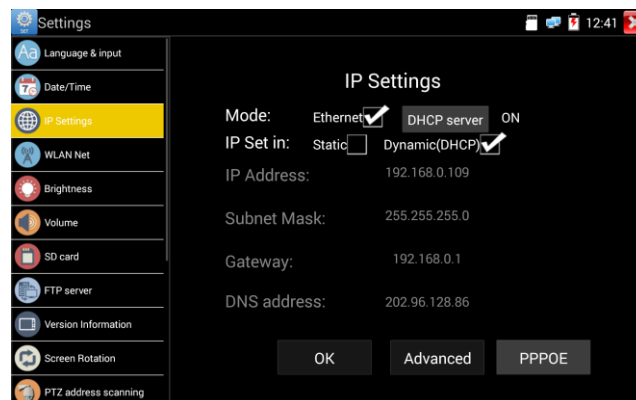 Settings
12:41
SET
Aa
Language & input
76
Date/Time
IP Settings
WLAN Net
Brightness
Volume
SD card
FTP server
Version Information
Screen Rotation
PTZ address scanning
IP Settings
Mode: Ethernet DHCP server ON
IP Set in: Static Dynamic(DHCP)
IP Address: 192.168.0.109
Subnet Mask: 255.255.255.0
Gateway: 192.168.0.1
DNS address: 202.96.128.86
OK Advanced PPPOE